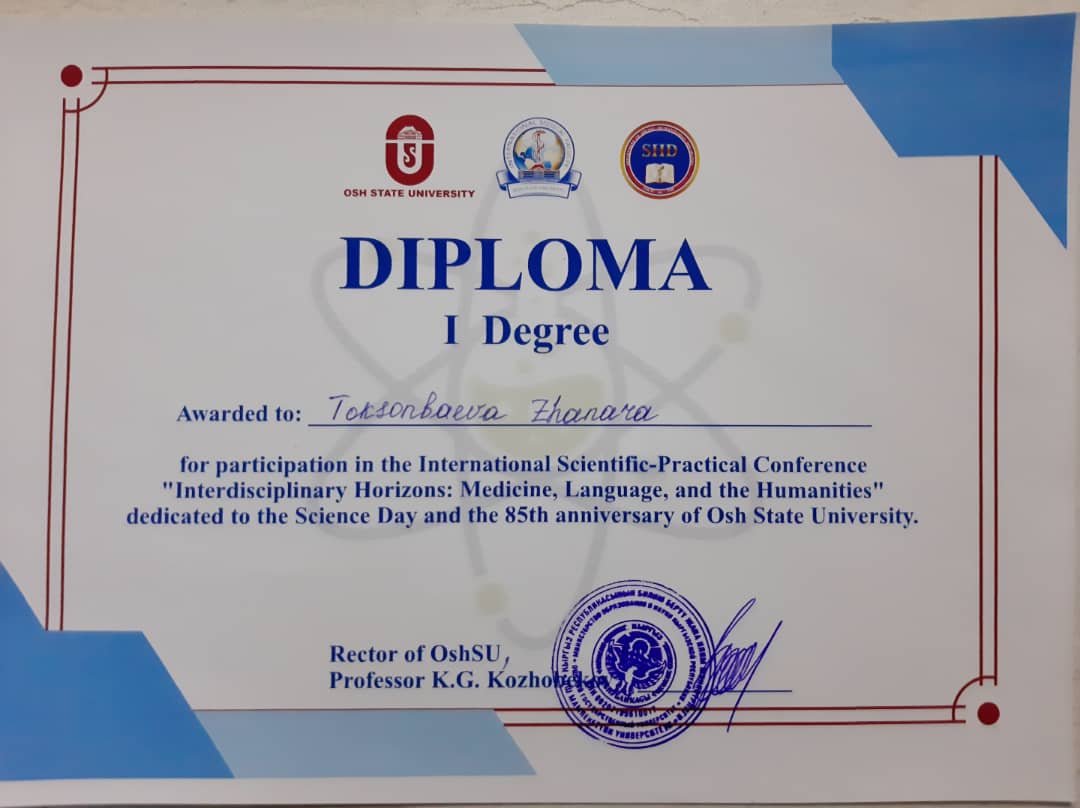 OSH STATE UNIVERSITY
SIID
DIPLOMA
I Degree
Awarded to: Toksonbaeva Zhanara
for participation in the International Scientific-Practical Conference
"Interdisciplinary Horizons: Medicine, Language, and the Humanities"
dedicated to the Science Day and the 85th anniversary of Osh State University.
Rector of OshSU,
Professor K.G. Kozhobekov